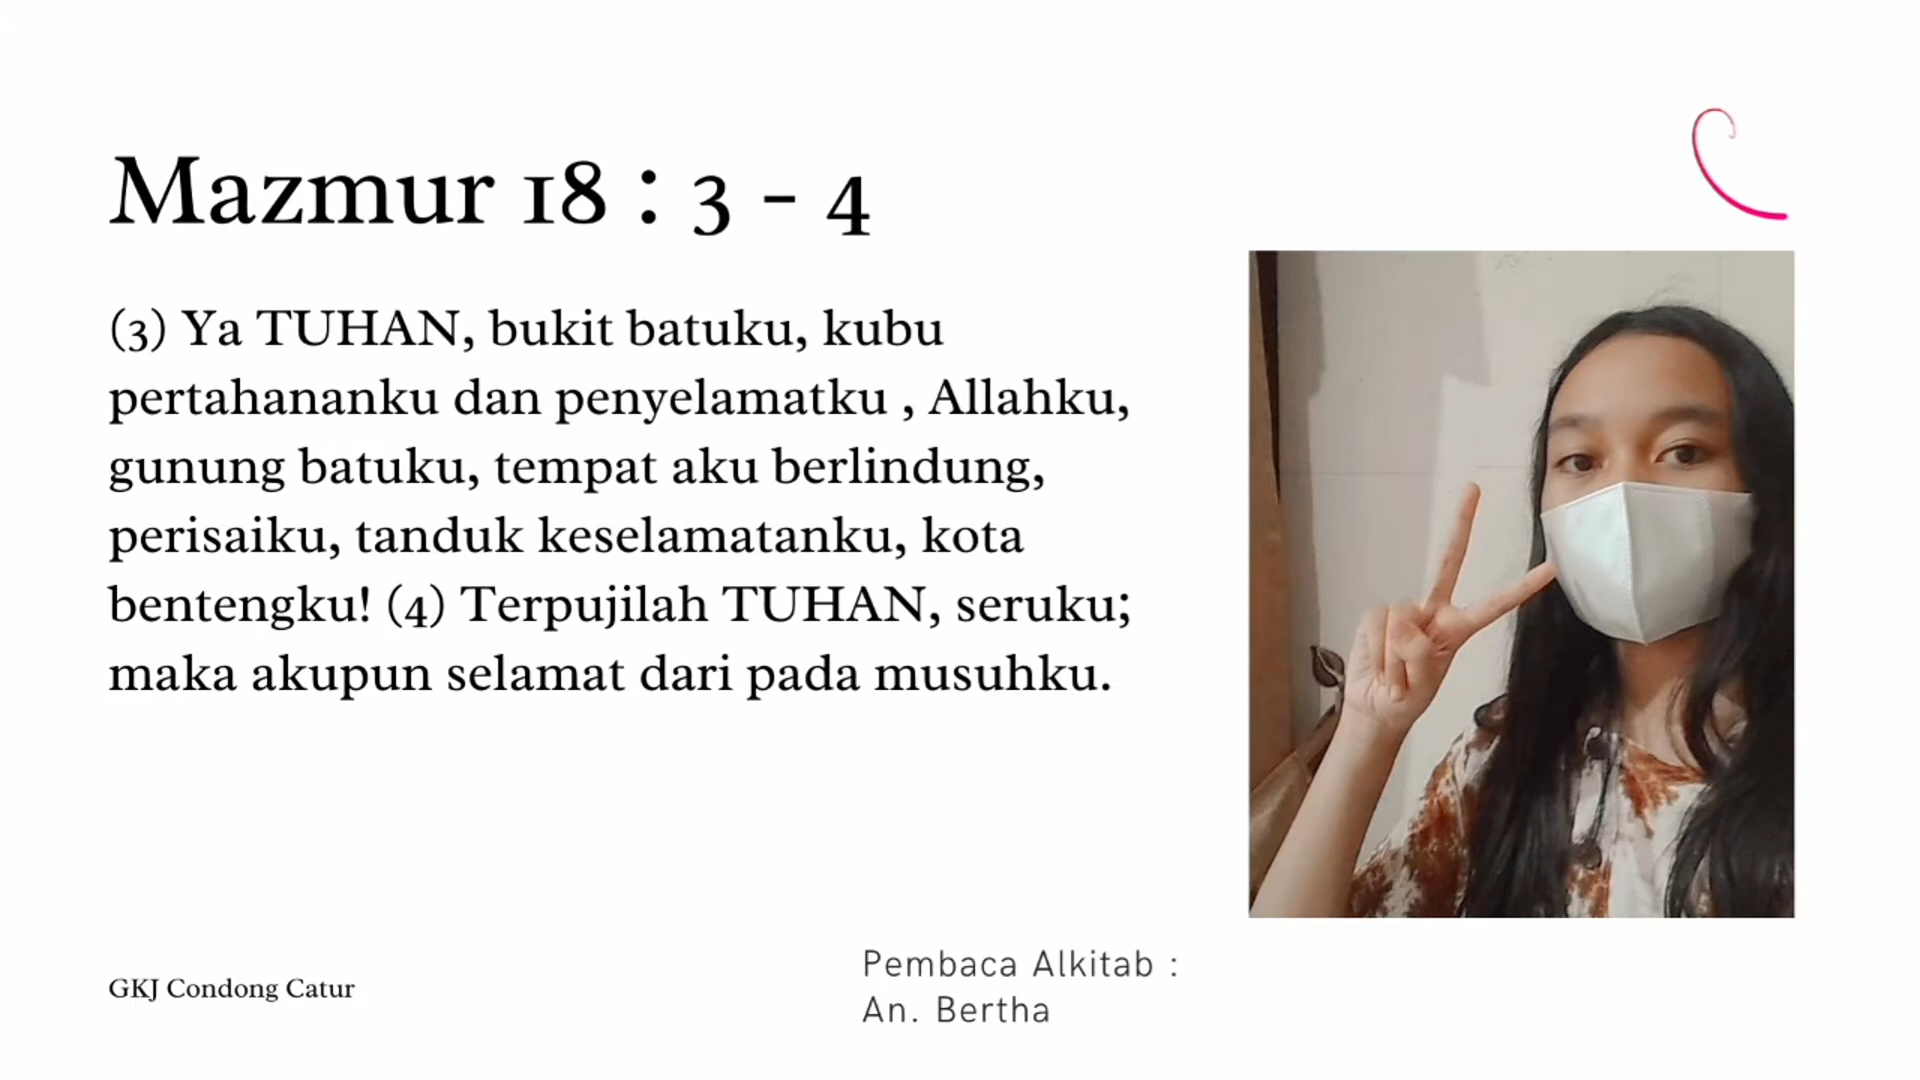 Mazmur 18 : 3 - 4
(3) Ya TUHAN, bukit batuku, kubu
pertahananku dan penyelamatku , Allahku,
gunung batuku, tempat aku berlindung,
perisaiku, tanduk keselamatanku, kota
bentengku! (4) Terpujilah TUHAN, seruku;
maka akupun selamat dari pada musuhku.
GKJ Condong Catur
Pembaca Alkitab :
An. Bertha